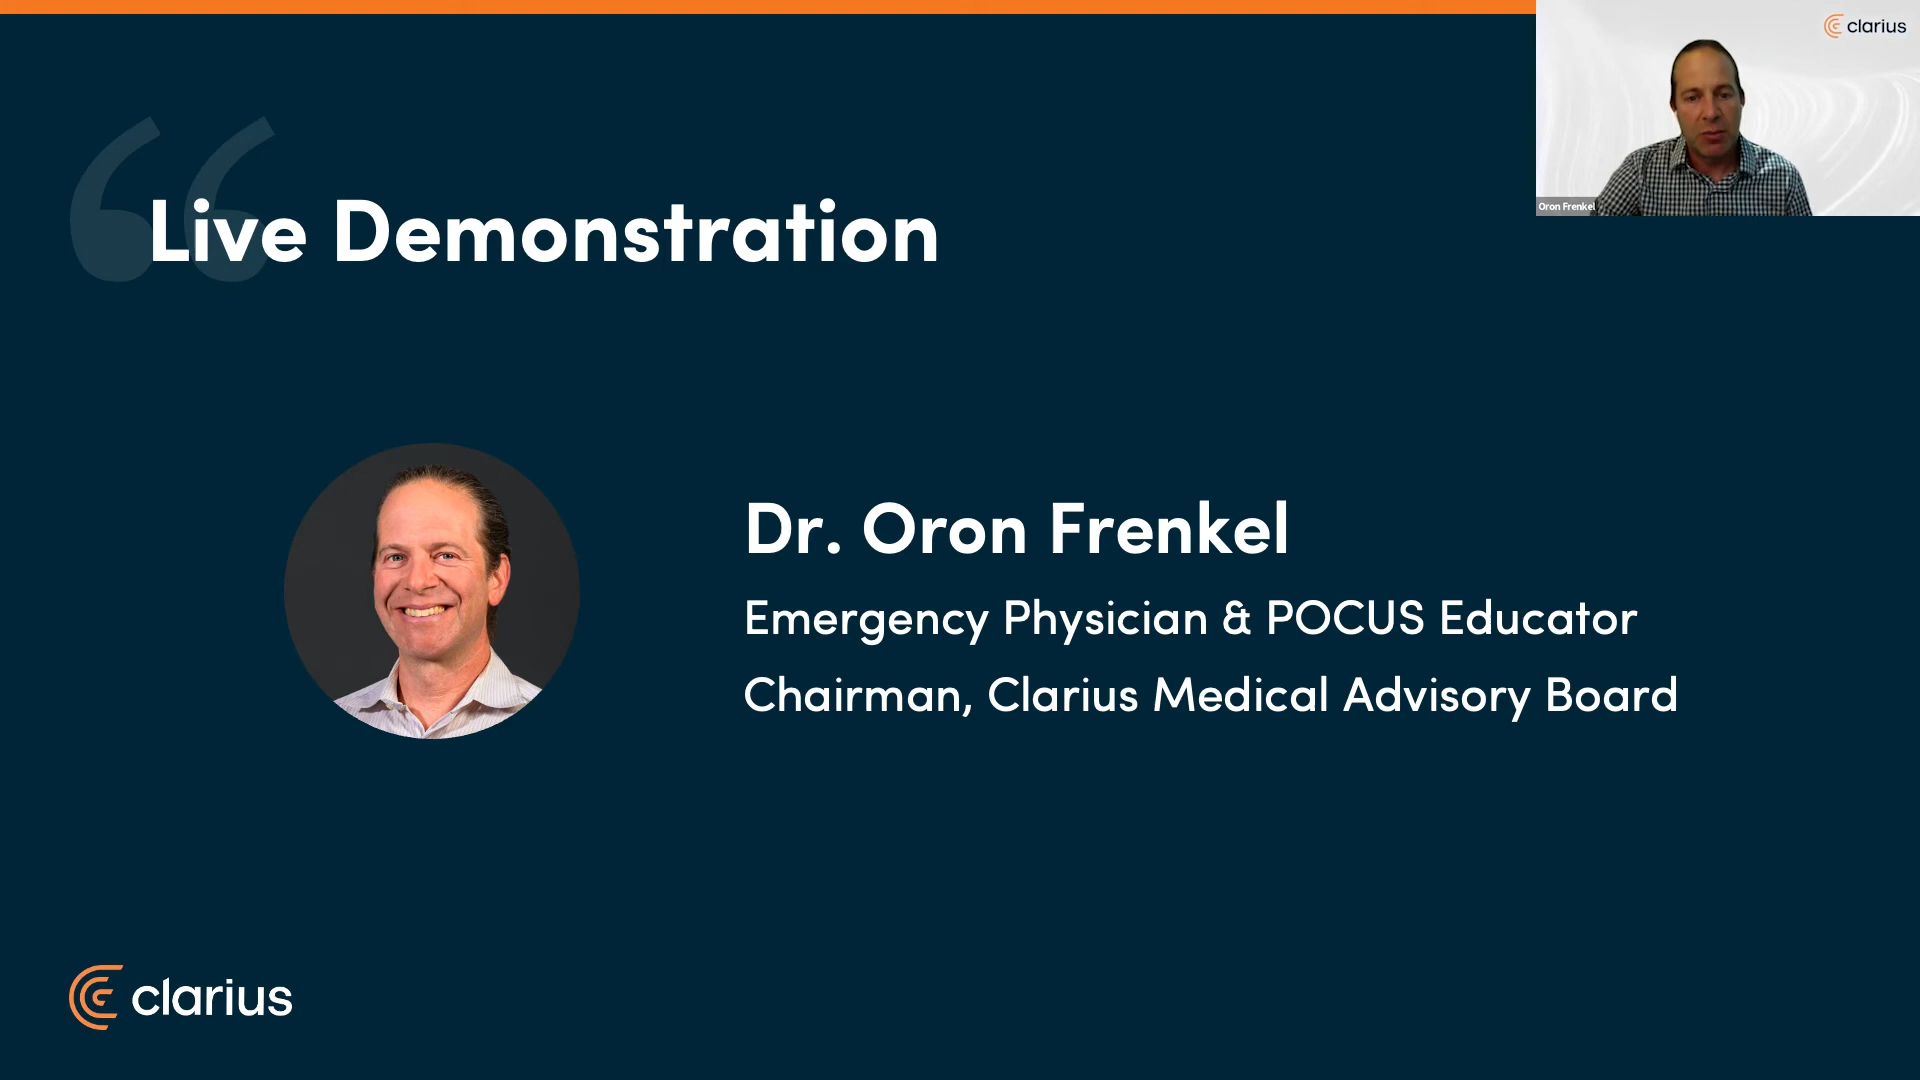 clarius
Oron Frenkel
Live Demonstration
Dr. Oron Frenkel
Emergency Physician & POCUS Educator
Chairman, Clarius Medical Advisory Board
clarius